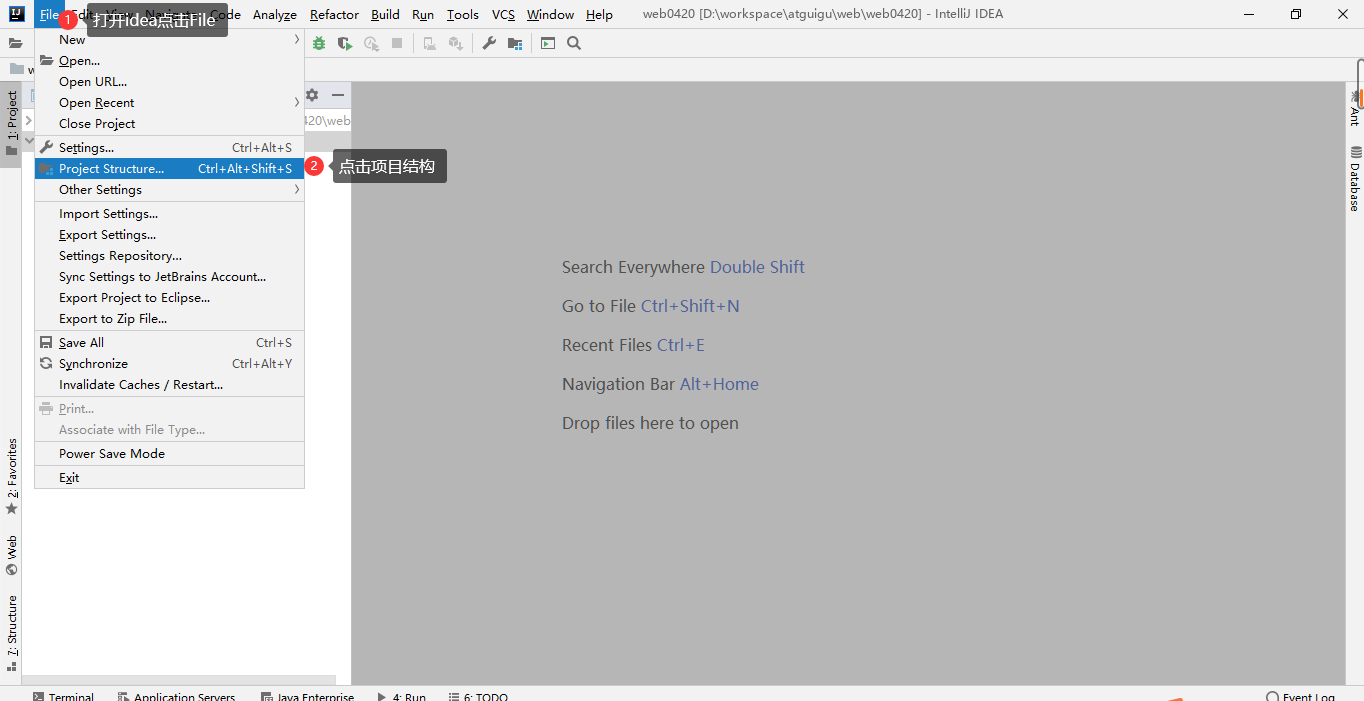 File Edit View Navigate Code Analyze Refactor Build Run Tools VCS Window Help web0420 [D:\workspace\atguigu\web\web0420] - IntelliJ IDEA
1 打开idea点击File
New
Open...
Open URL...
Open Recent
Close Project
420\web
Settings... Ctrl+Alt+S
Project Structure... Ctrl+Alt+Shift+S
2 点击项目结构
Other Settings
Import Settings...
Export Settings...
Settings Repository...
Sync Settings to JetBrains Account...
Export Project to Eclipse...
Export to Zip File...
Save All Ctrl+S
Synchronize Ctrl+Alt+Y
Invalidate Caches / Restart...
Print...
Associate with File Type...
Power Save Mode
Exit
Search Everywhere Double Shift
Go to File Ctrl+Shift+N
Recent Files Ctrl+E
Navigation Bar Alt+Home
Drop files here to open
1: Project
2: Favorites
Web
7: Structure
Ant
Database
Terminal Application Servers Java Enterprise 4: Run 6: TODO Event Log